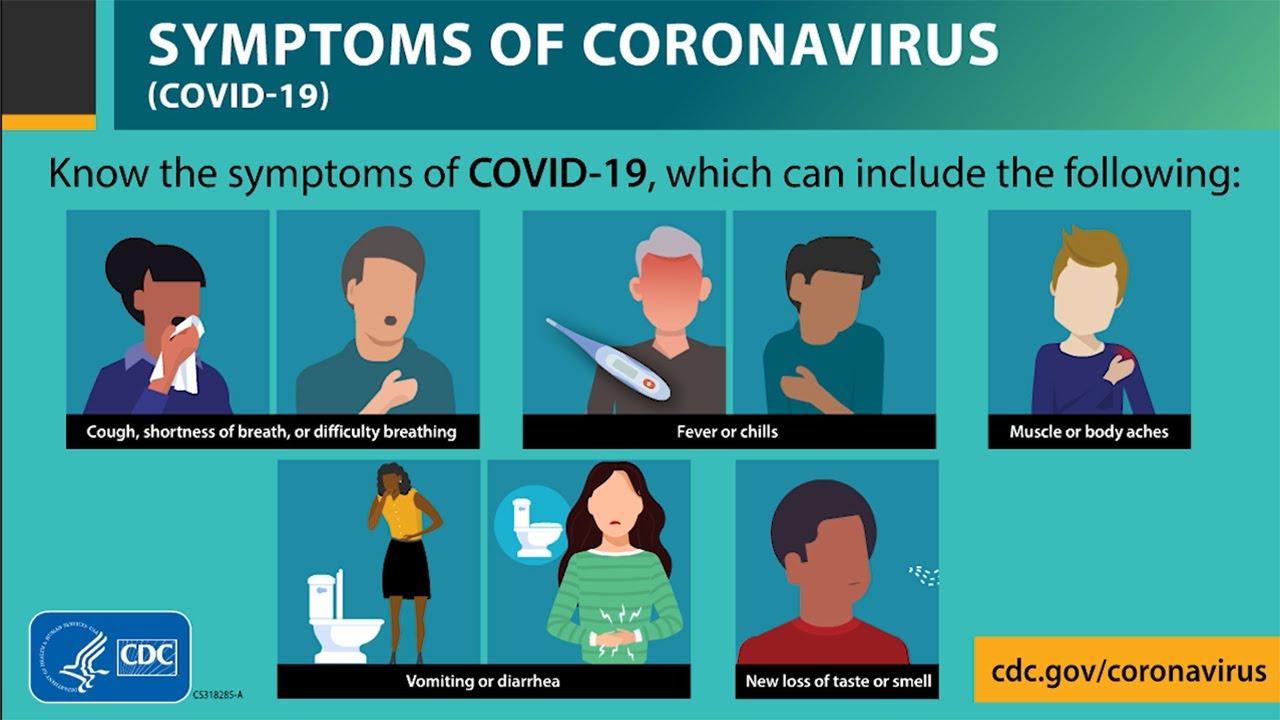 SYMPTOMS OF CORONAVIRUS
(COVID-19)
Know the symptoms of COVID-19, which can include the following:
Cough, shortness of breath, or difficulty breathing
Fever or chills
Muscle or body aches
Vomiting or diarrhea
New loss of taste or smell
CDC
CS318285-A
cdc.gov/coronavirus